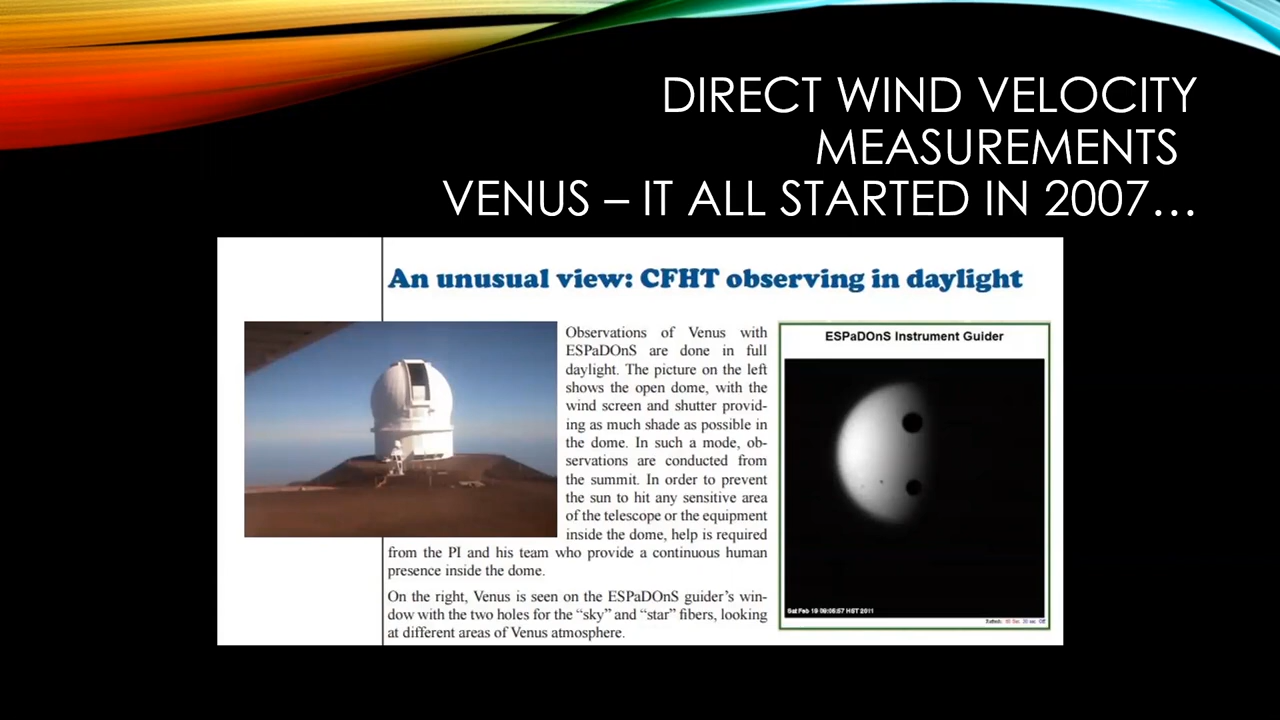 DIRECT WIND VELOCITY
MEASUREMENTS
VENUS – IT ALL STARTED IN 2007…
An unusual view: CFHT observing in daylight
Observations of Venus with
ESPaDOnS are done in full
daylight. The picture on the left
shows the open dome, with the
wind screen and shutter provid-
ing as much shade as possible in
the dome. In such a mode, ob-
servations are conducted from
the summit. In order to prevent
the sun to hit any sensitive area
of the telescope or the equipment
inside the dome, help is required
from the PI and his team who provide a continuous human
presence inside the dome.
On the right, Venus is seen on the ESPaDOnS guider’s win-
dow with the two holes for the “sky” and “star” fibers, looking
at different areas of Venus atmosphere.
ESPaDOnS Instrument Guider
Sat Feb 19 09:05:57 HST 2011